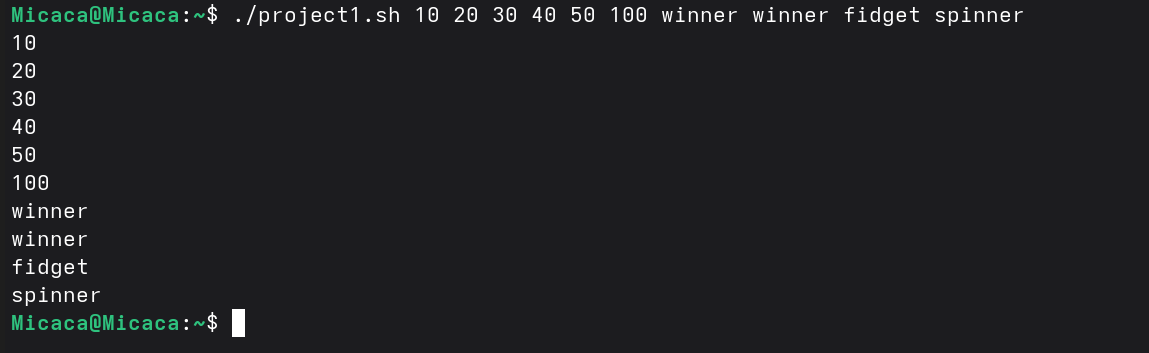 Micaca@Micaca:~$ ./project1.sh 10 20 30 40 50 100 winner winner fidget spinner
10
20
30
40
50
100
winner
winner
fidget
spinner
Micaca@Micaca:~$